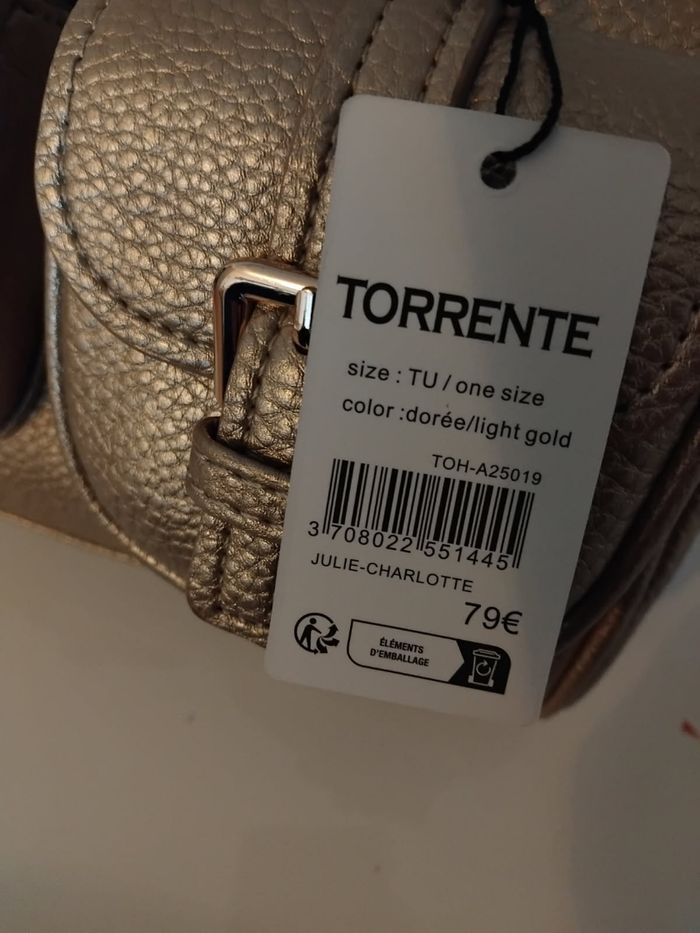 TORRENTE
size : TU / one size
color :dorée/light gold
TOH-A25019
3 708022 551445
JULIE-CHARLOTTE
79€
ÉLÉMENTS
D'EMBALLAGE